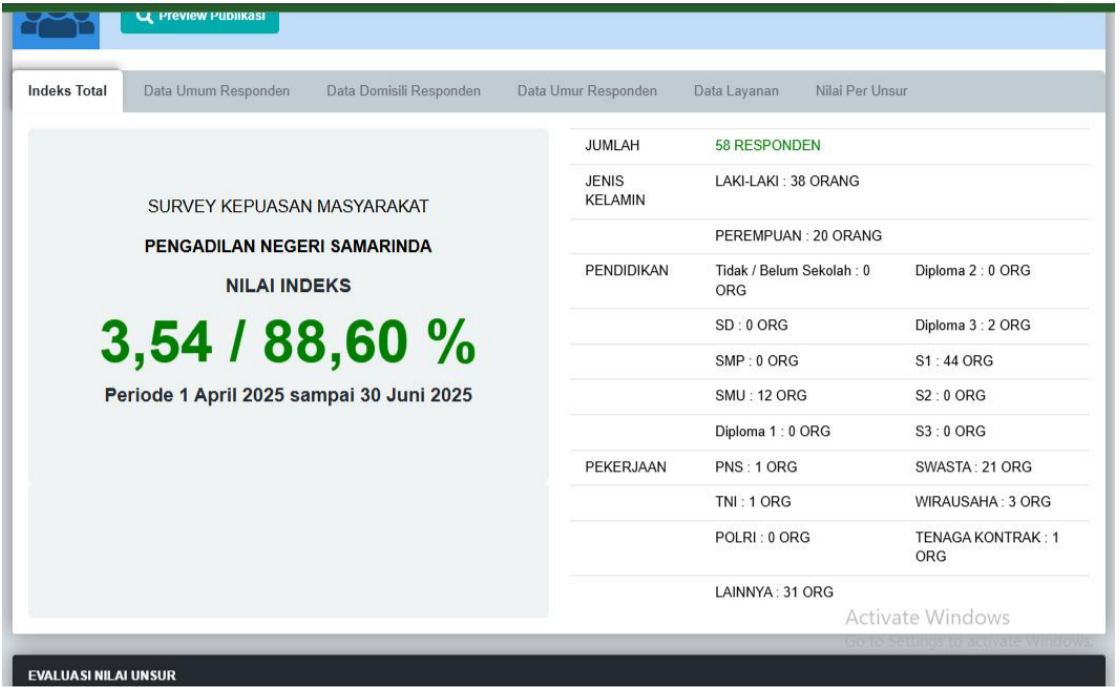 Preview Publikasi
Indeks Total Data Umum Responden Data Domisili Responden Data Umur Responden Data Layanan Nilai Per Unsur
SURVEY KEPUASAN MASYARAKAT
PENGADILAN NEGERI SAMARINDA
NILAI INDEKS
3,54 / 88,60 %
Periode 1 April 2025 sampai 30 Juni 2025
JUMLAH 58 RESPONDEN
JENIS LAKI-LAKI : 38 ORANG
KELAMIN
PEREMPUAN : 20 ORANG
PENDIDIKAN Tidak / Belum Sekolah : 0 Diploma 2 : 0 ORG
ORG
SD : 0 ORG Diploma 3 : 2 ORG
SMP : 0 ORG S1 : 44 ORG
SMU : 12 ORG S2 : 0 ORG
Diploma 1 : 0 ORG S3 : 0 ORG
PEKERJAAN PNS : 1 ORG SWASTA : 21 ORG
TNI : 1 ORG WIRAUSAHA : 3 ORG
POLRI : 0 ORG TENAGA KONTRAK : 1
ORG
LAINNYA : 31 ORG
Activate Windows
Go to Settings to activate Windows.
EVALUASI NILAI UNSUR